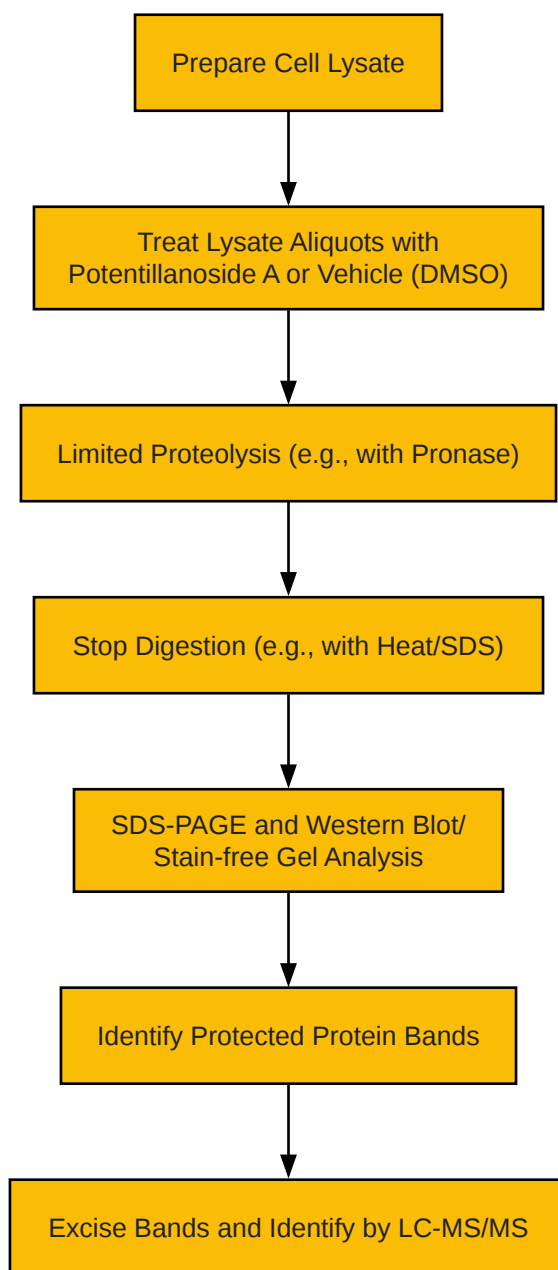 Prepare Cell Lysate
Treat Lysate Aliquots with
Potentillanoside A or Vehicle (DMSO)
Limited Proteolysis (e.g., with Pronase)
Stop Digestion (e.g., with Heat/SDS)
SDS-PAGE and Western Blot/
Stain-free Gel Analysis
Identify Protected Protein Bands
Excise Bands and Identify by LC-MS/MS